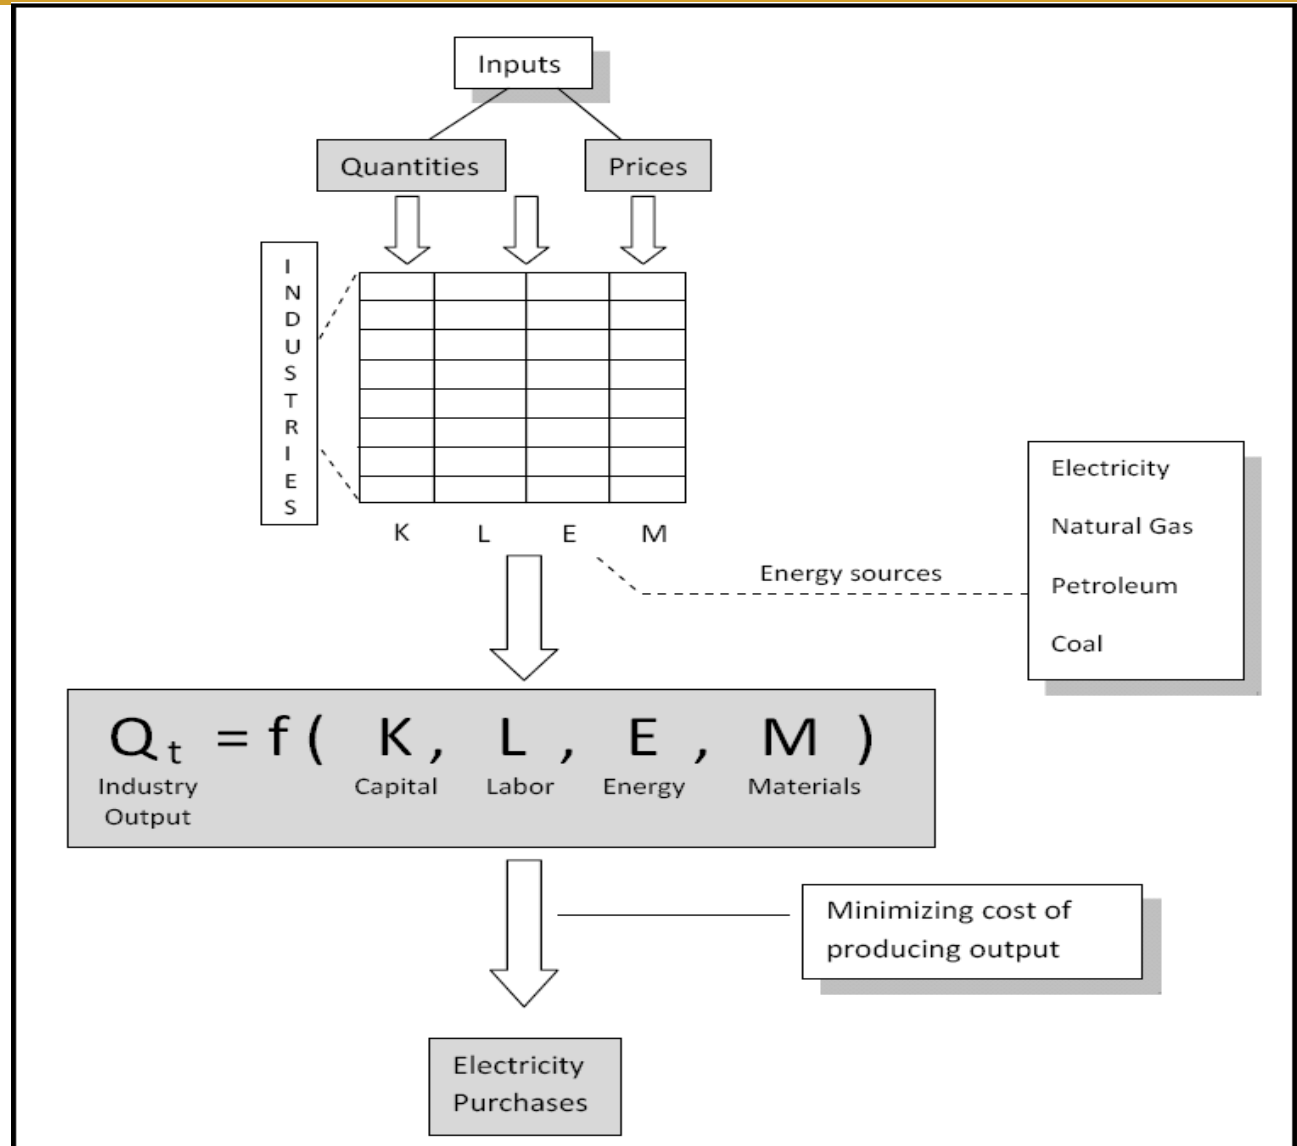 Inputs
Quantities
Prices
INDUSTRIES
K L E M
Energy sources
Electricity
Natural Gas
Petroleum
Coal
Qt = f ( K , L , E , M )
Industry Capital Labor Energy Materials
Output
Minimizing cost of
producing output
Electricity
Purchases